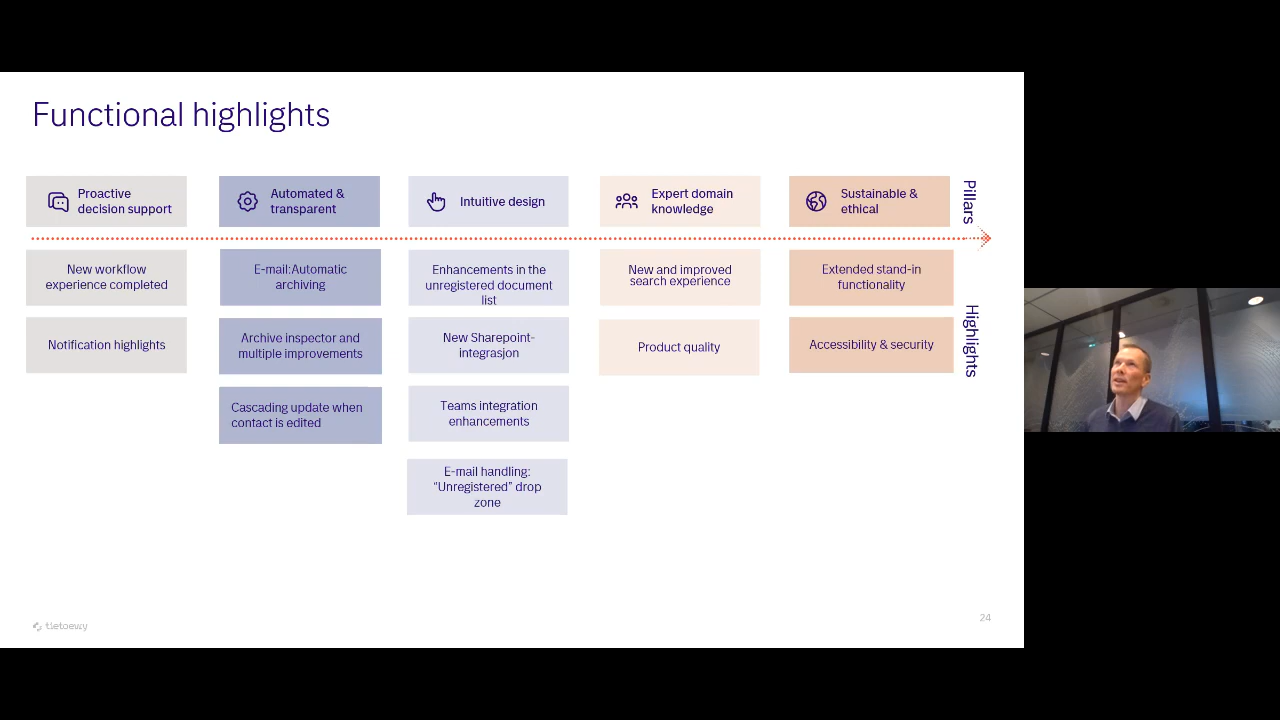 Functional highlights
Proactive
decision support
Automated &
transparent
Intuitive design
Expert domain
knowledge
Sustainable &
ethical
Pillars
New workflow
experience completed
E-mail:Automatic
archiving
Enhancements in the
unregistered document
list
New and improved
search experience
Extended stand-in
functionality
Notification highlights
Archive inspector and
multiple improvements
New Sharepoint-
integrasjon
Product quality
Accessibility & security
Highlights
Cascading update when
contact is edited
Teams integration
enhancements
E-mail handling:
"Unregistered" drop
zone
tietoevry
24